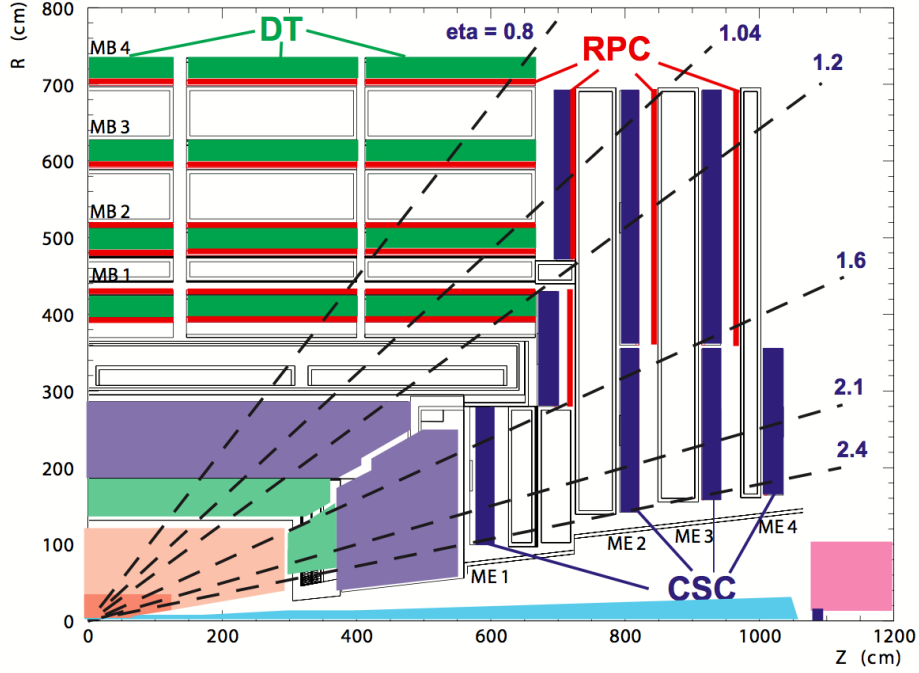 800
R (cm)
MB 4
DT
eta = 0.8
1.04
RPC
1.2
700
MB 3
600
MB 2
500
MB 1
1.6
400
300
2.1
2.4
200
100
ME 1
ME 2
ME 3
ME 4
CSC
0
0
200
400
600
800
1000
1200
Z (cm)